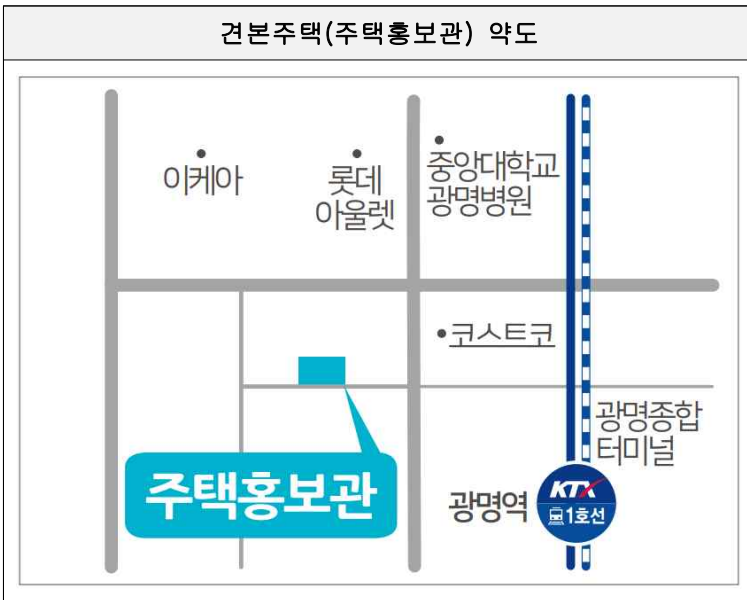 견본주택(주택홍보관) 약도
이케아
롯데
아울렛
중앙대학교
광명병원
코스트코
주택홍보관
광명종합
터미널
광명역
KTX
1호선